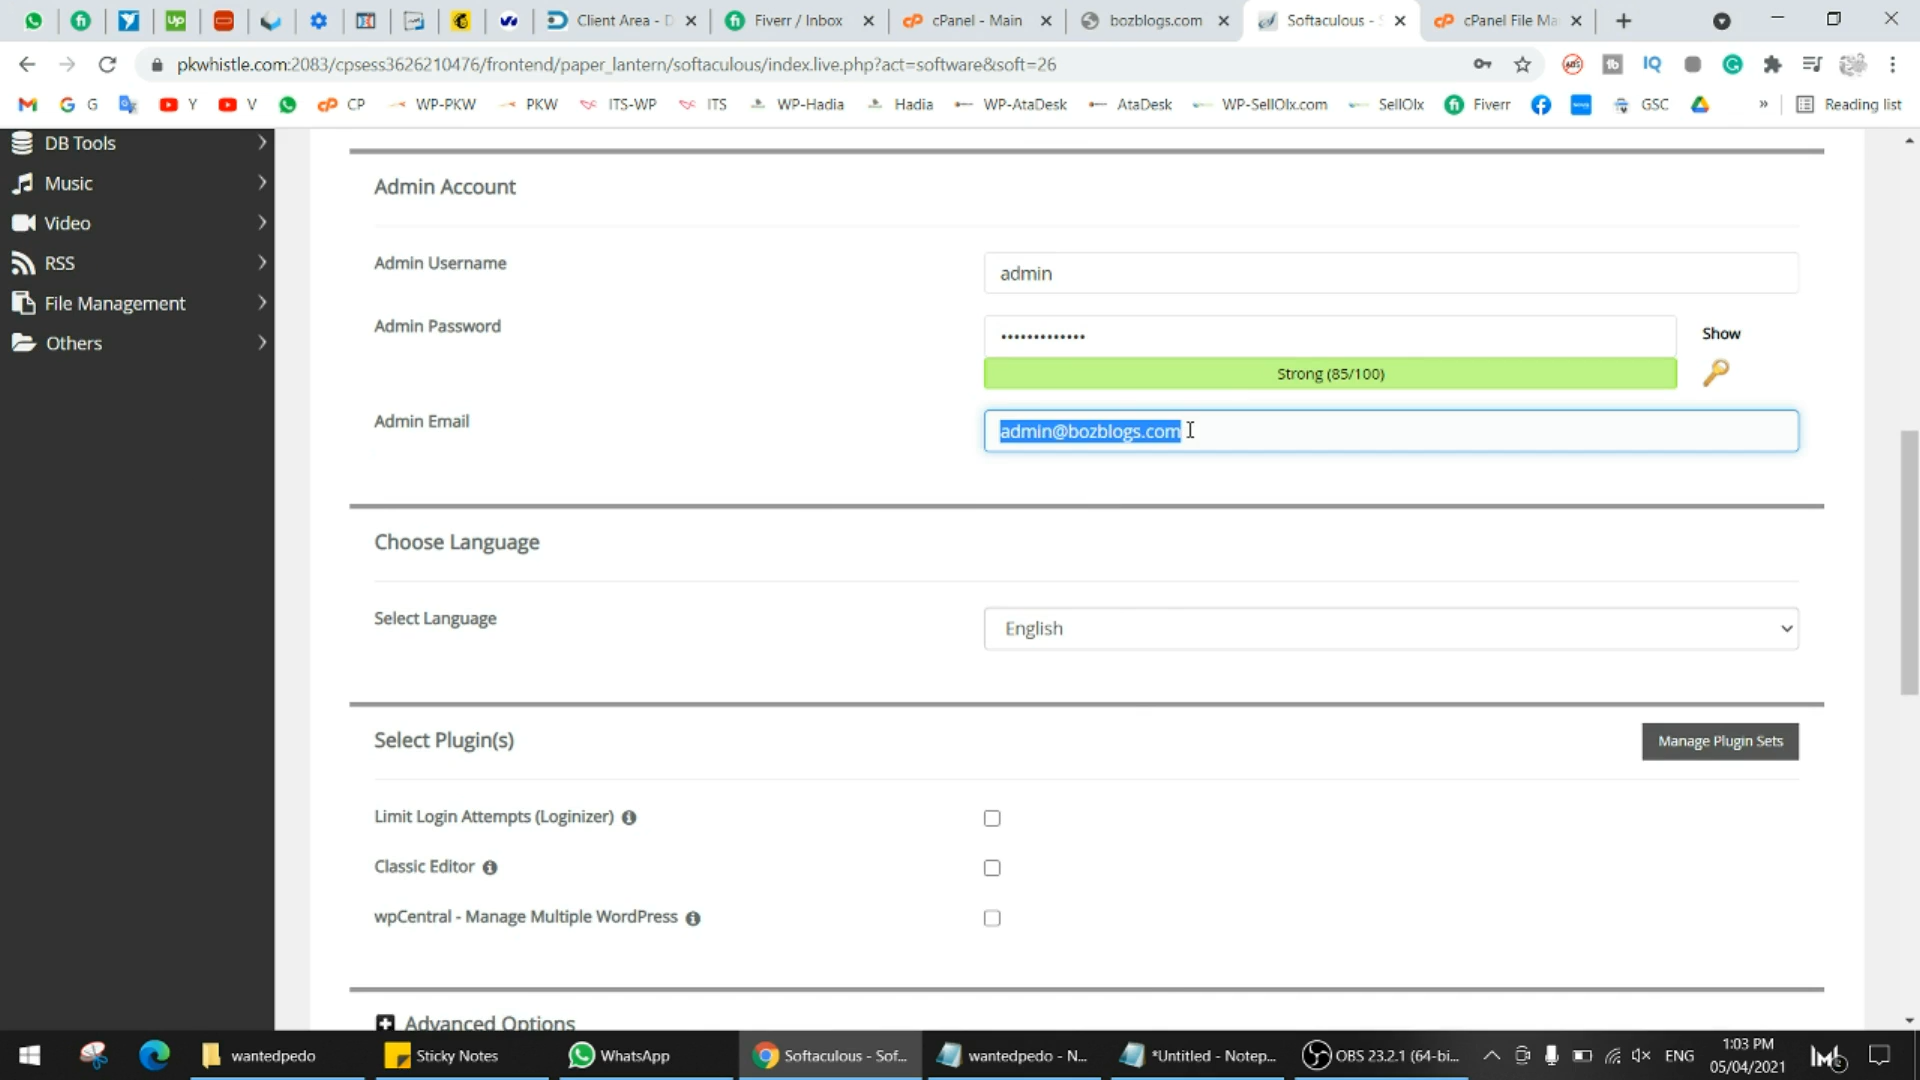 Client Area - D
Fiverr / Inbox
cPanel - Main
bozblogs.com
Softaculous - S
cPanel File Ma
pkwhistle.com:2083/cpsess3626210476/frontend/paper_lantern/softaculous/index.live.php?act=software&soft=26
G Y V CP WP-PKW PKW ITS-WP ITS WP-Hadia Hadia WP-AtaDesk AtaDesk WP-SellOlx.com SellOlx Fiverr GSC » Reading list
DB Tools
Music
Video
RSS
File Management
Others
Admin Account
Admin Username
admin
Admin Password
•••••••••••••
Show
Strong (85/100)
Admin Email
admin@bozblogs.com
Choose Language
Select Language
English
Select Plugin(s)
Manage Plugin Sets
Limit Login Attempts (Loginizer)
Classic Editor
wpCentral - Manage Multiple WordPress
Advanced Options
wantedpedo
Sticky Notes
WhatsApp
Softaculous - Sof...
wantedpedo - N...
*Untitled - Notep...
OBS 23.2.1 (64-bi...
ENG
1:03 PM
05/04/2021